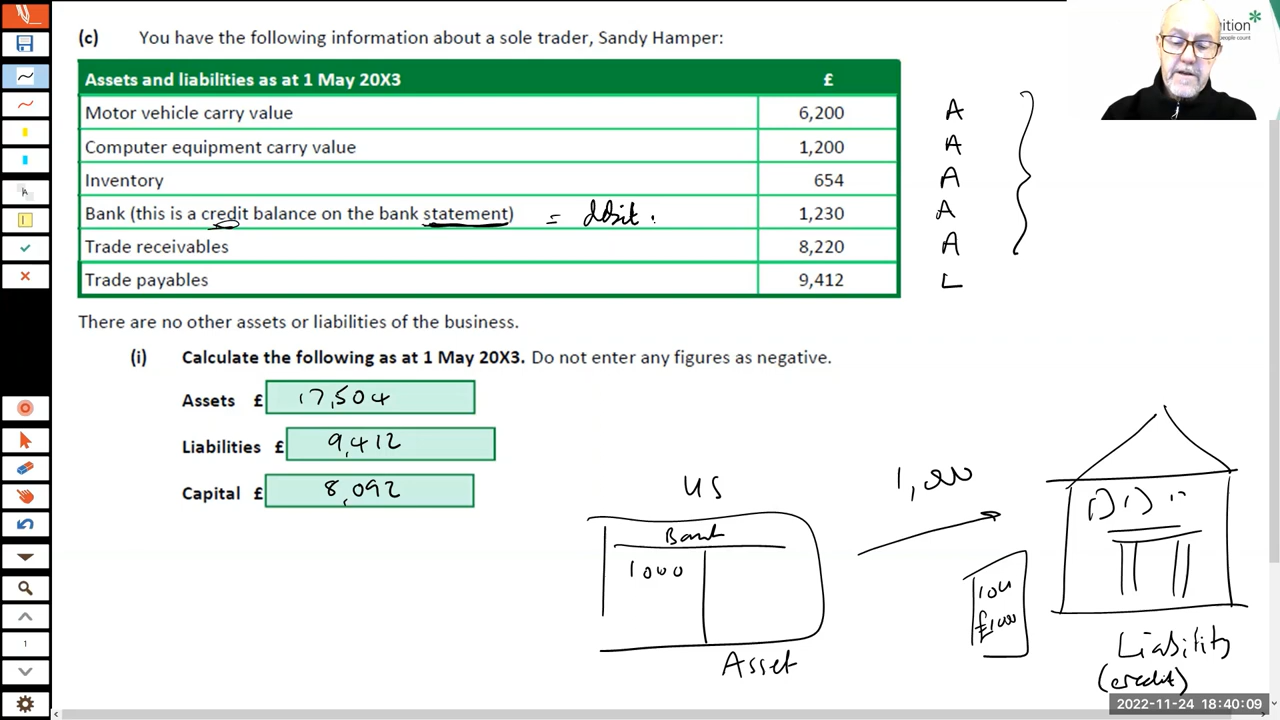 (c) You have the following information about a sole trader, Sandy Hamper:
ition
people count
Assets and liabilities as at 1 May 20X3 £
Motor vehicle carry value 6,200 A
Computer equipment carry value 1,200 A
Inventory 654 A
Bank (this is a credit balance on the bank statement) = debit. 1,230 A
Trade receivables 8,220 A
Trade payables 9,412 L
There are no other assets or liabilities of the business.
(i) Calculate the following as at 1 May 20X3. Do not enter any figures as negative.
Assets £ 17,504
Liabilities £ 9,412
Capital £ 8,092
US
1,000
Bank
1000
£1000
Asset
Liability
(credit)
1
2022-11-24 18:40:09